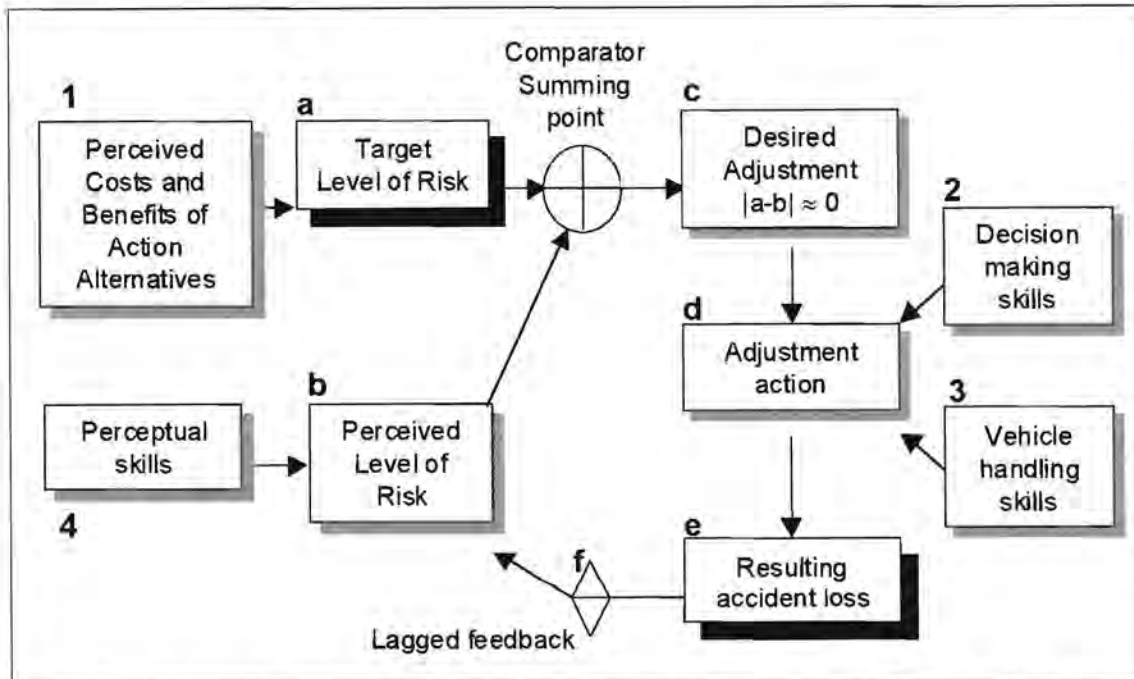 Comparator
Summing
point
1
Perceived
Costs and
Benefits of
Action
Alternatives
a
Target
Level of Risk
c
Desired
Adjustment
|a-b| ≈ 0
2
Decision
making
skills
d
Adjustment
action
3
Vehicle
handling
skills
b
Perceived
Level of
Risk
Perceptual
skills
4
e
Resulting
accident loss
f
Lagged feedback